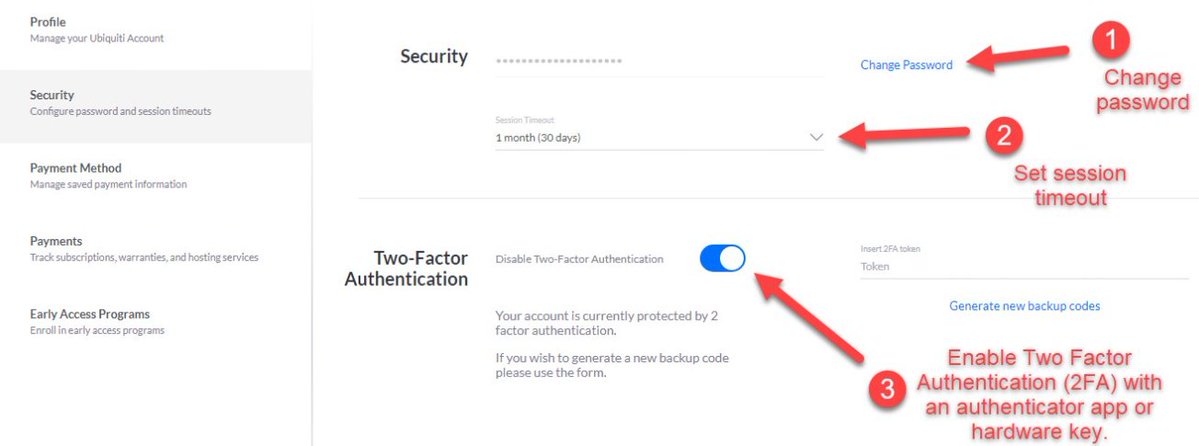 Profile
Manage your Ubiquiti Account
Security
Configure password and session timeouts
Payment Method
Manage saved payment information
Payments
Track subscriptions, warranties, and hosting services
Early Access Programs
Enroll in early access programs
Security
Change Password
1
Change
password
Session Timeout
1 month (30 days)
2
Set session
timeout
Two-Factor
Authentication
Disable Two-Factor Authentication
Insert 2FA token
Token
Generate new backup codes
Your account is currently protected by 2
factor authentication.
If you wish to generate a new backup code
please use the form.
3
Enable Two Factor
Authentication (2FA) with
an authenticator app or
hardware key.